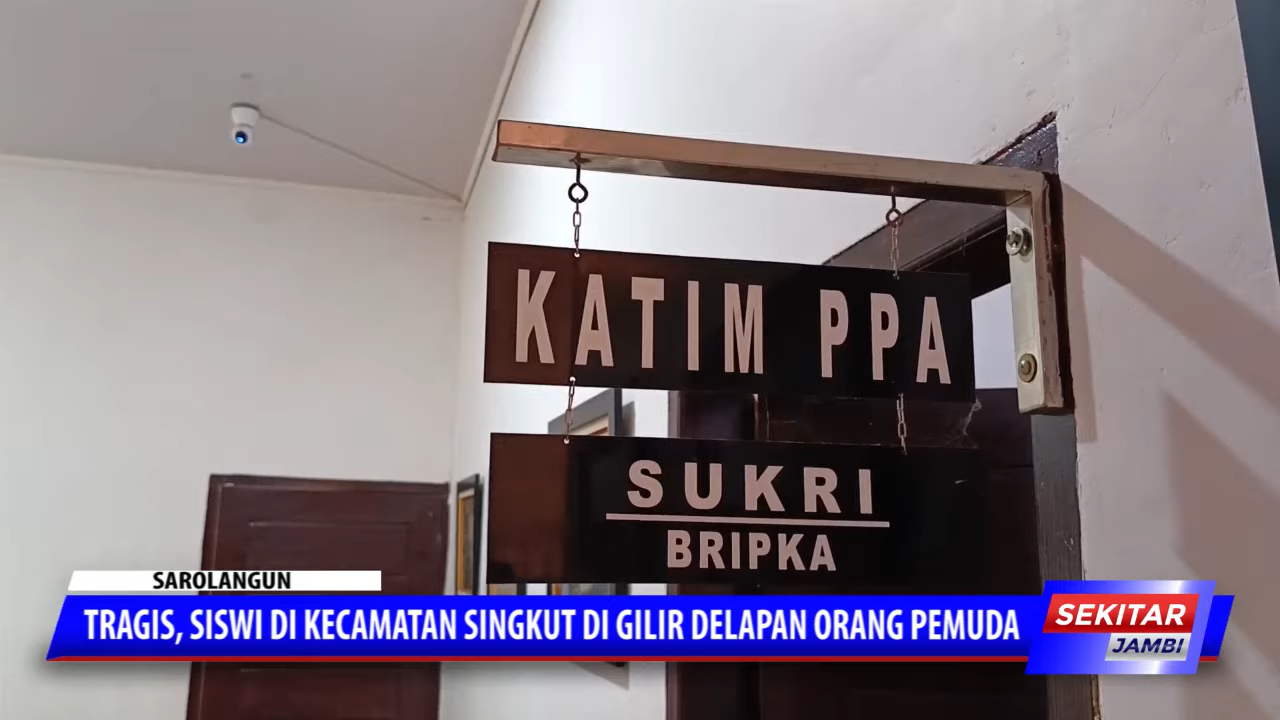 KATIM PPA
SUKRI
BRIPKA
SAROLANGUN
TRAGIS, SISWI DI KECAMATAN SINGKUT DI GILIR DELAPAN ORANG PEMUDA
SEKITAR
JAMBI